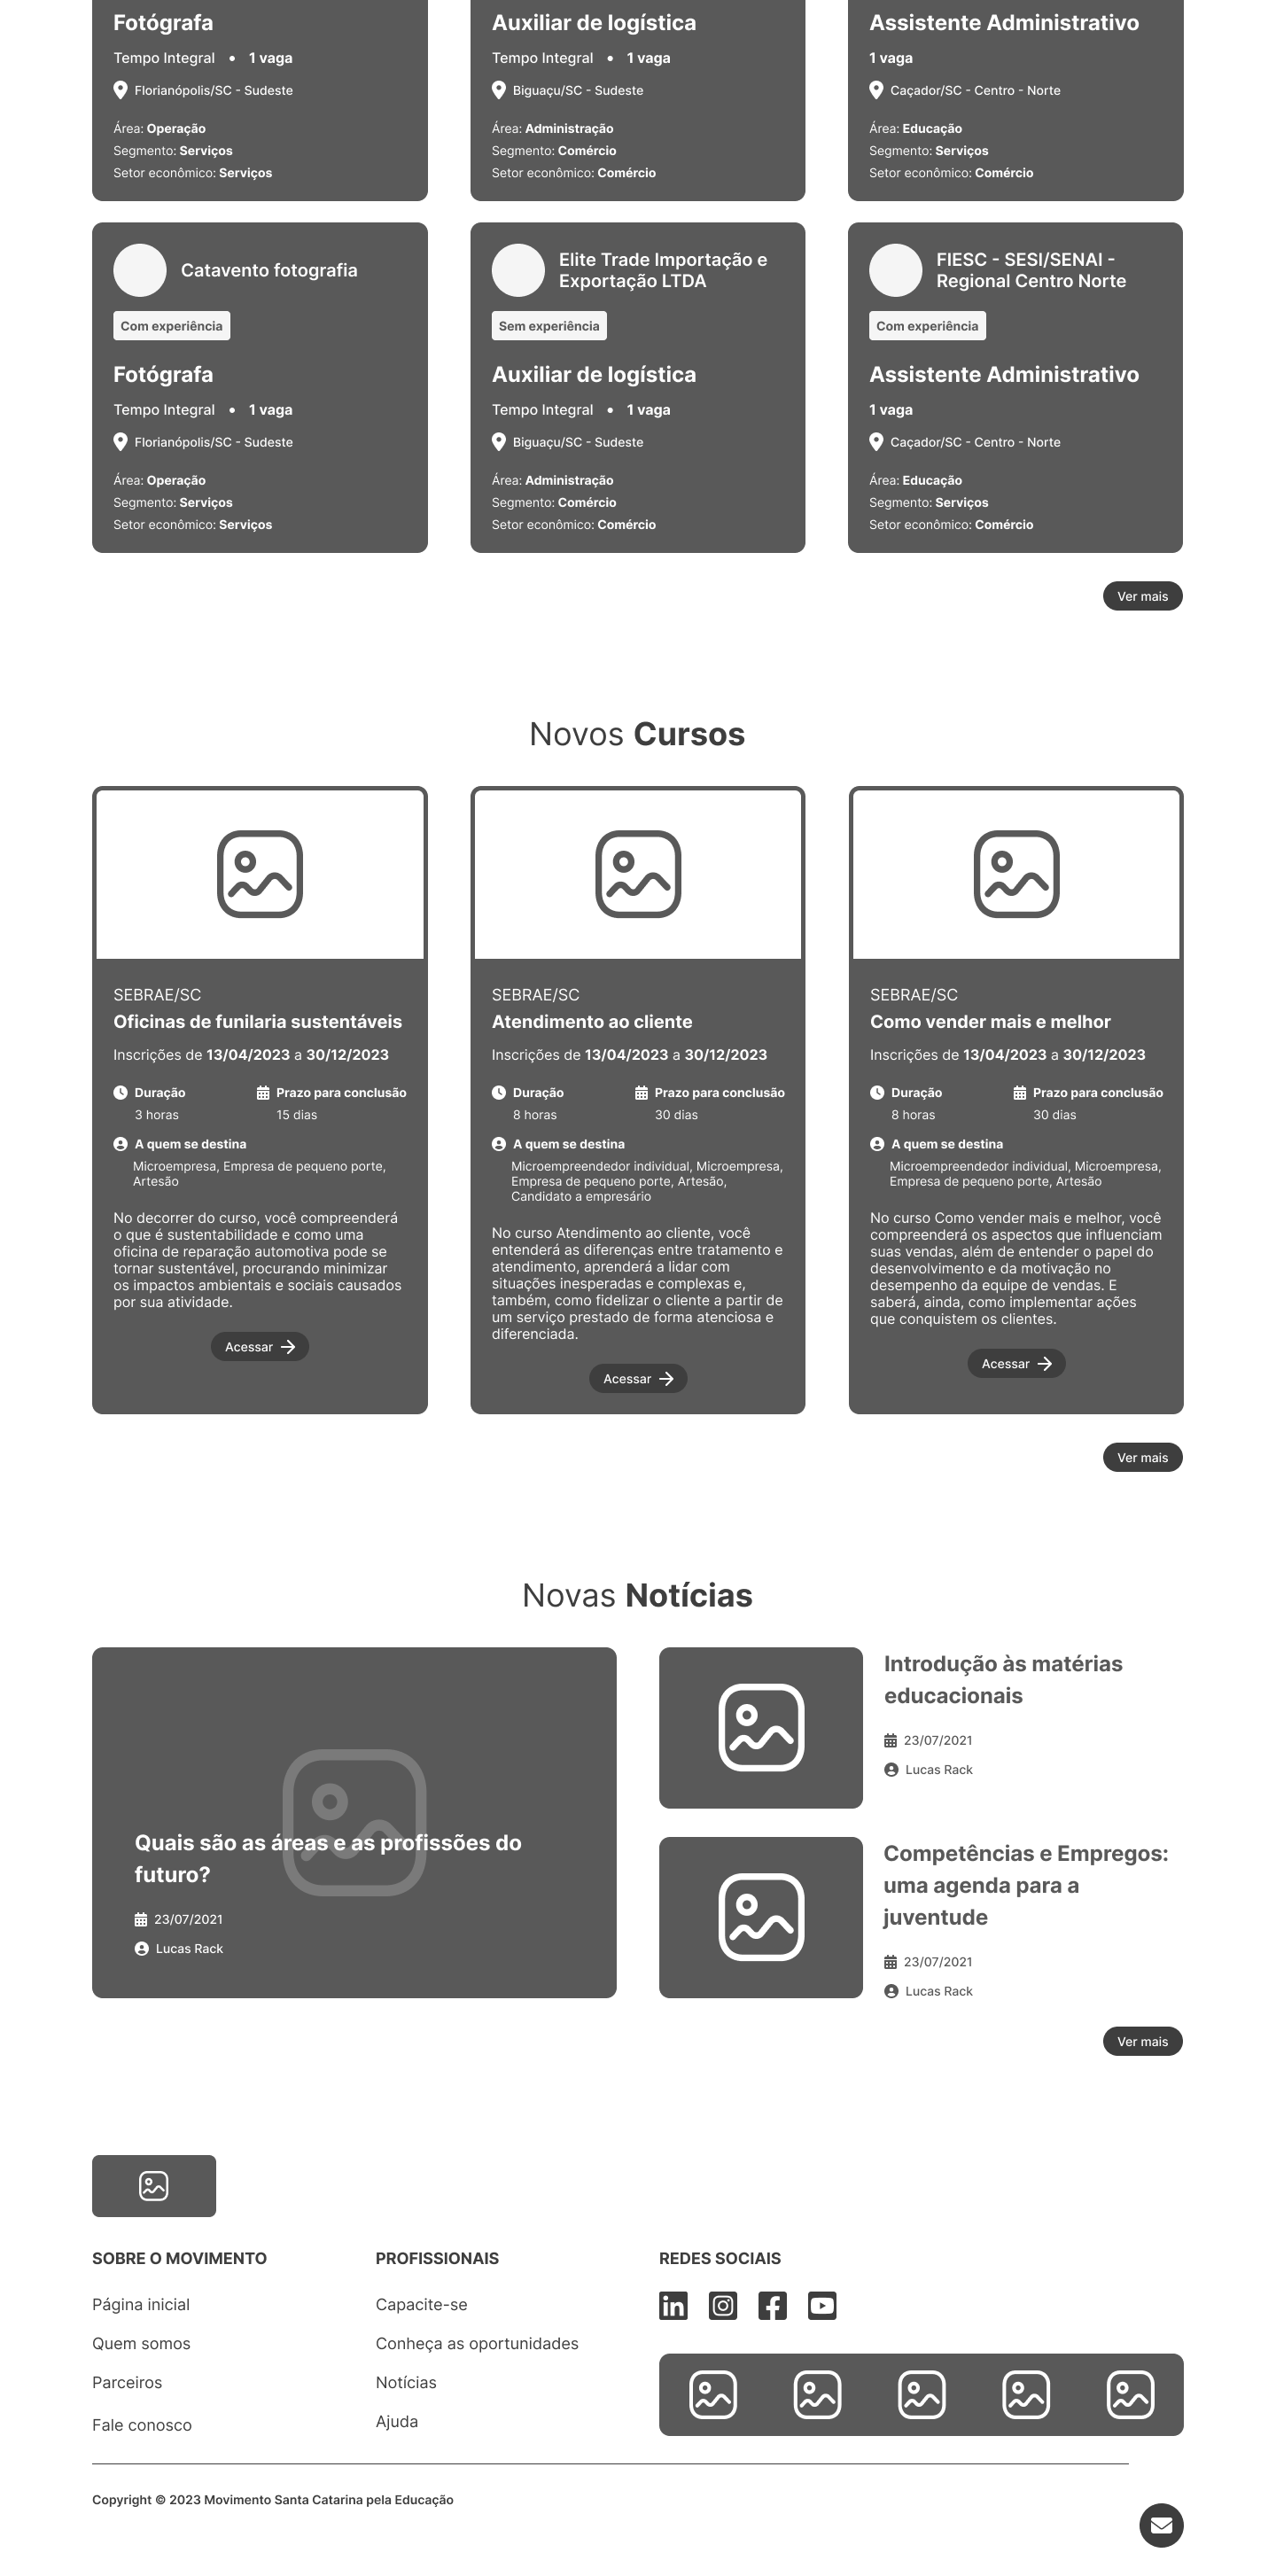 Fotógrafa
Tempo Integral • 1 vaga
Florianópolis/SC - Sudeste
Área: Operação
Segmento: Serviços
Setor econômico: Serviços
Auxiliar de logística
Tempo Integral • 1 vaga
Biguaçu/SC - Sudeste
Área: Administração
Segmento: Comércio
Setor econômico: Comércio
Assistente Administrativo
1 vaga
Caçador/SC - Centro - Norte
Área: Educação
Segmento: Serviços
Setor econômico: Comércio
Catavento fotografia
Com experiência
Fotógrafa
Tempo Integral • 1 vaga
Florianópolis/SC - Sudeste
Área: Operação
Segmento: Serviços
Setor econômico: Serviços
Elite Trade Importação e
Exportação LTDA
Sem experiência
Auxiliar de logística
Tempo Integral • 1 vaga
Biguaçu/SC - Sudeste
Área: Administração
Segmento: Comércio
Setor econômico: Comércio
FIESC - SESI/SENAI -
Regional Centro Norte
Com experiência
Assistente Administrativo
1 vaga
Caçador/SC - Centro - Norte
Área: Educação
Segmento: Serviços
Setor econômico: Comércio
Ver mais
Novos Cursos
SEBRAE/SC
Oficinas de funilaria sustentáveis
Inscrições de 13/04/2023 a 30/12/2023
Duração Prazo para conclusão
3 horas 15 dias
A quem se destina
Microempresa, Empresa de pequeno porte,
Artesão
No decorrer do curso, você compreenderá
o que é sustentabilidade e como uma
oficina de reparação automotiva pode se
tornar sustentável, procurando minimizar
os impactos ambientais e sociais causados
por sua atividade.
Acessar
SEBRAE/SC
Atendimento ao cliente
Inscrições de 13/04/2023 a 30/12/2023
Duração Prazo para conclusão
8 horas 30 dias
A quem se destina
Microempreendedor individual, Microempresa,
Empresa de pequeno porte, Artesão,
Candidato a empresário
No curso Atendimento ao cliente, você
entenderá as diferenças entre tratamento e
atendimento, aprenderá a lidar com
situações inesperadas e complexas e,
também, como fidelizar o cliente a partir de
um serviço prestado de forma atenciosa e
diferenciada.
Acessar
SEBRAE/SC
Como vender mais e melhor
Inscrições de 13/04/2023 a 30/12/2023
Duração Prazo para conclusão
8 horas 30 dias
A quem se destina
Microempreendedor individual, Microempresa,
Empresa de pequeno porte, Artesão
No curso Como vender mais e melhor, você
compreenderá os aspectos que influenciam
suas vendas, além de entender o papel do
desenvolvimento e da motivação no
desempenho da equipe de vendas. E
saberá, ainda, como implementar ações
que conquistem os clientes.
Acessar
Ver mais
Novas Notícias
Quais são as áreas e as profissões do
futuro?
23/07/2021
Lucas Rack
Introdução às matérias
educacionais
23/07/2021
Lucas Rack
Competências e Empregos:
uma agenda para a
juventude
23/07/2021
Lucas Rack
Ver mais
SOBRE O MOVIMENTO
Página inicial
Quem somos
Parceiros
Fale conosco
PROFISSIONAIS
Capacite-se
Conheça as oportunidades
Notícias
Ajuda
REDES SOCIAIS
Copyright © 2023 Movimento Santa Catarina pela Educação